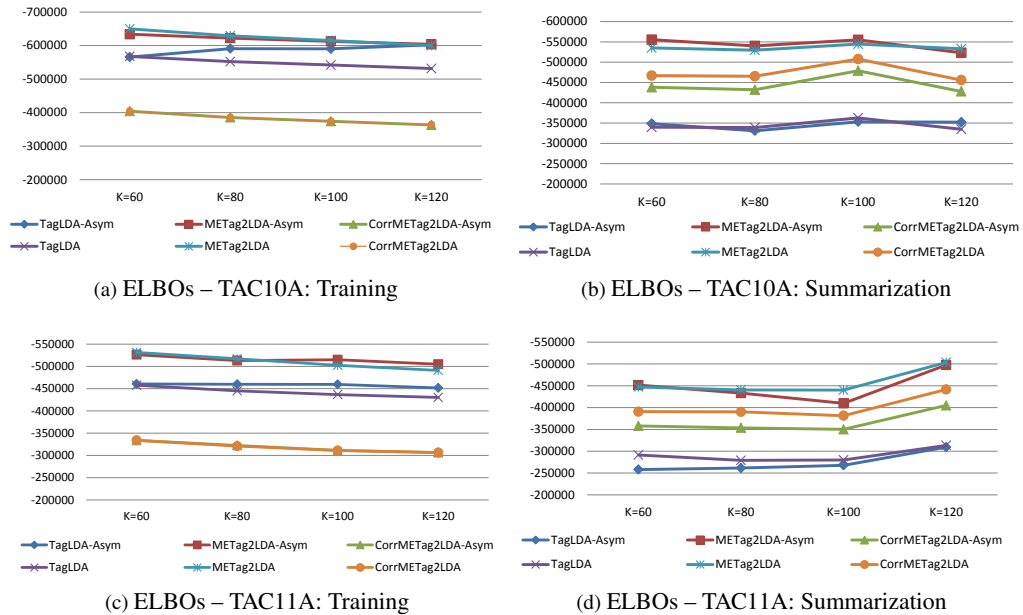 -700000
-600000
-500000
-400000
-300000
-200000
K=60 K=80 K=100 K=120
TagLDA-Asym METag2LDA-Asym CorrMETag2LDA-Asym
TagLDA METag2LDA CorrMETag2LDA
(a) ELBOs – TAC10A: Training
-600000
-550000
-500000
-450000
-400000
-350000
-300000
-250000
-200000
K=60 K=80 K=100 K=120
TagLDA-Asym METag2LDA-Asym CorrMETag2LDA-Asym
TagLDA METag2LDA CorrMETag2LDA
(b) ELBOs – TAC10A: Summarization
-550000
-500000
-450000
-400000
-350000
-300000
-250000
-200000
K=60 K=80 K=100 K=120
TagLDA-Asym METag2LDA-Asym CorrMETag2LDA-Asym
TagLDA METag2LDA CorrMETag2LDA
(c) ELBOs – TAC11A: Training
-500000
-450000
-400000
-350000
-300000
-250000
-200000
K=60 K=80 K=100 K=120
TagLDA-Asym METag2LDA-Asym CorrMETag2LDA-Asym
TagLDA METag2LDA CorrMETag2LDA
(d) ELBOs – TAC11A: Summarization